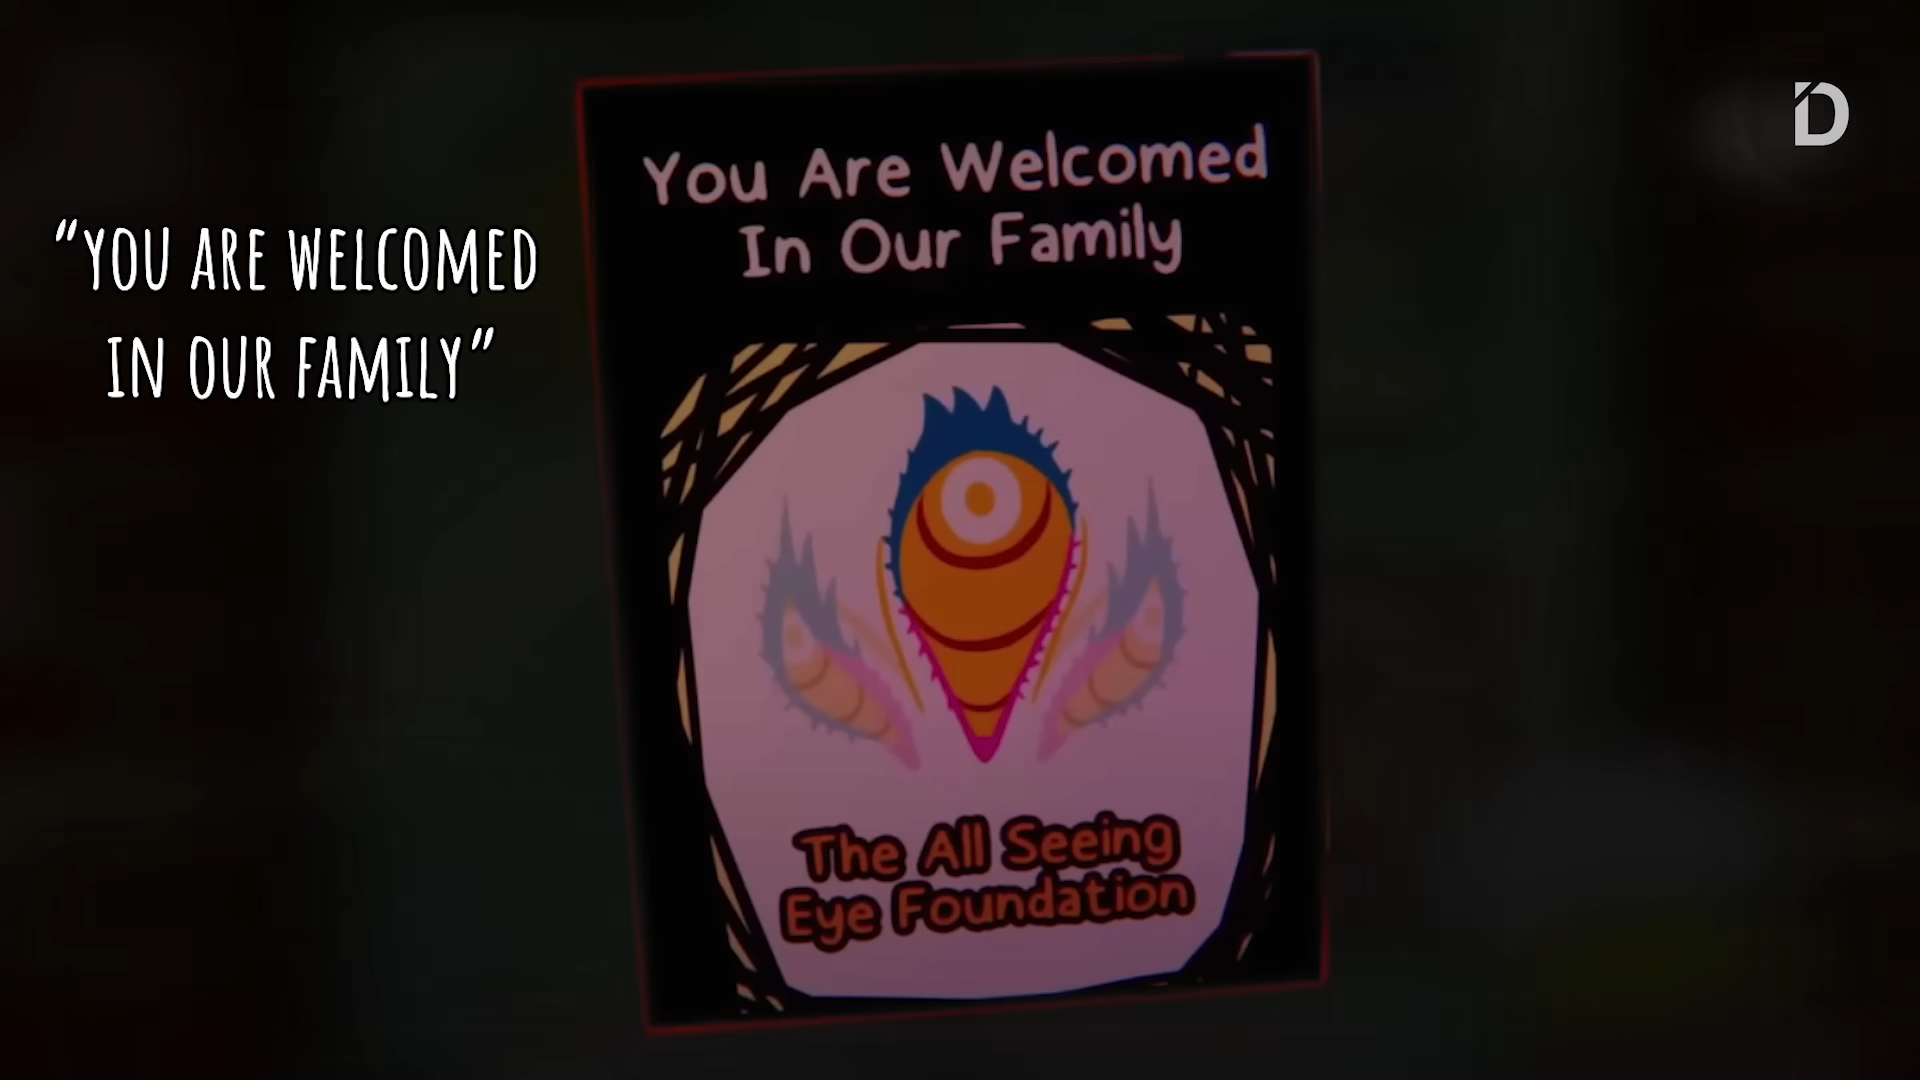 “YOU ARE WELCOMED
IN OUR FAMILY”
You Are Welcomed
In Our Family
The All Seeing
Eye Foundation
D